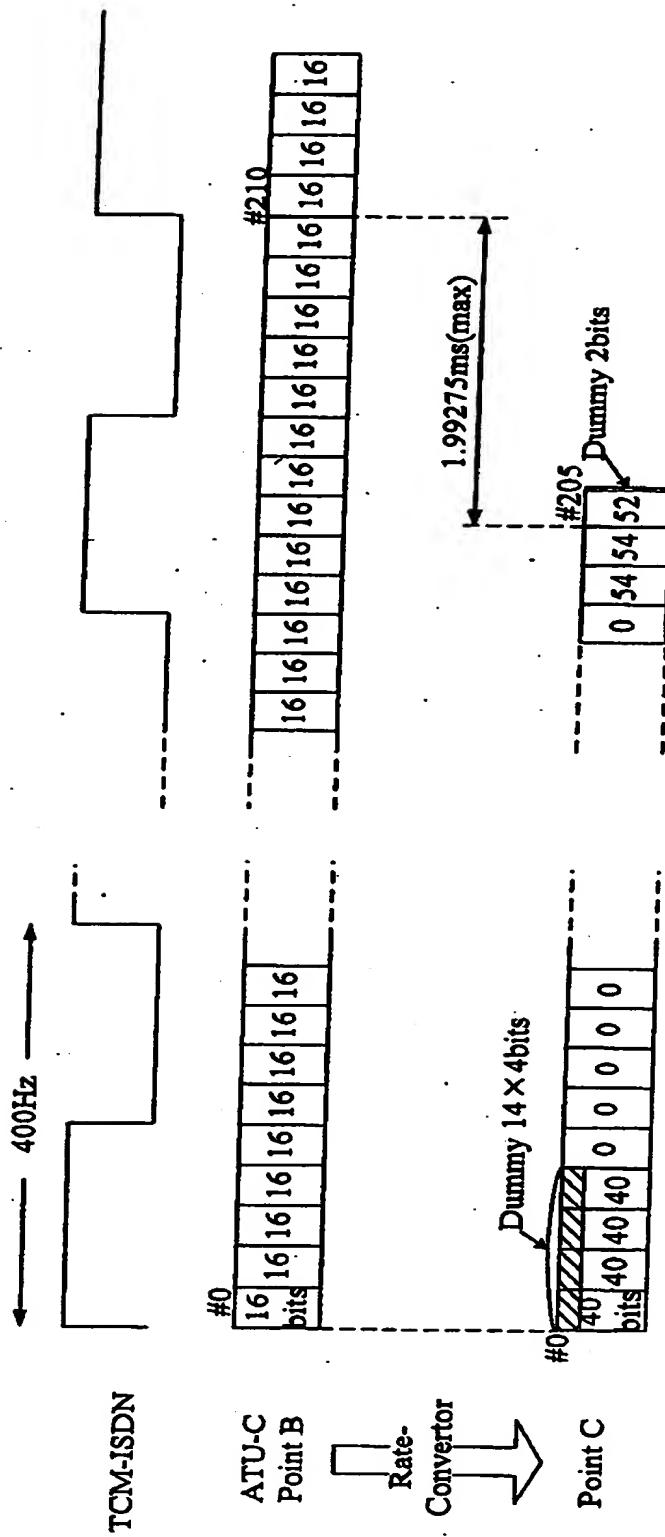 400Hz
TCM-ISDN
#0
#210
ATU-C
Point B
16 bits 16 16 16 16 16 16 16 16
16 16 16 16 16 16 16 16 16 16 16 16 16 16 16 16 16
Rate-
Convertor
1.99275ms(max)
Dummy 14 × 4bits
Dummy 2bits
#0
#205
Point C
40 bits 40 40 40 0 0 0 0 0
0 54 54 52